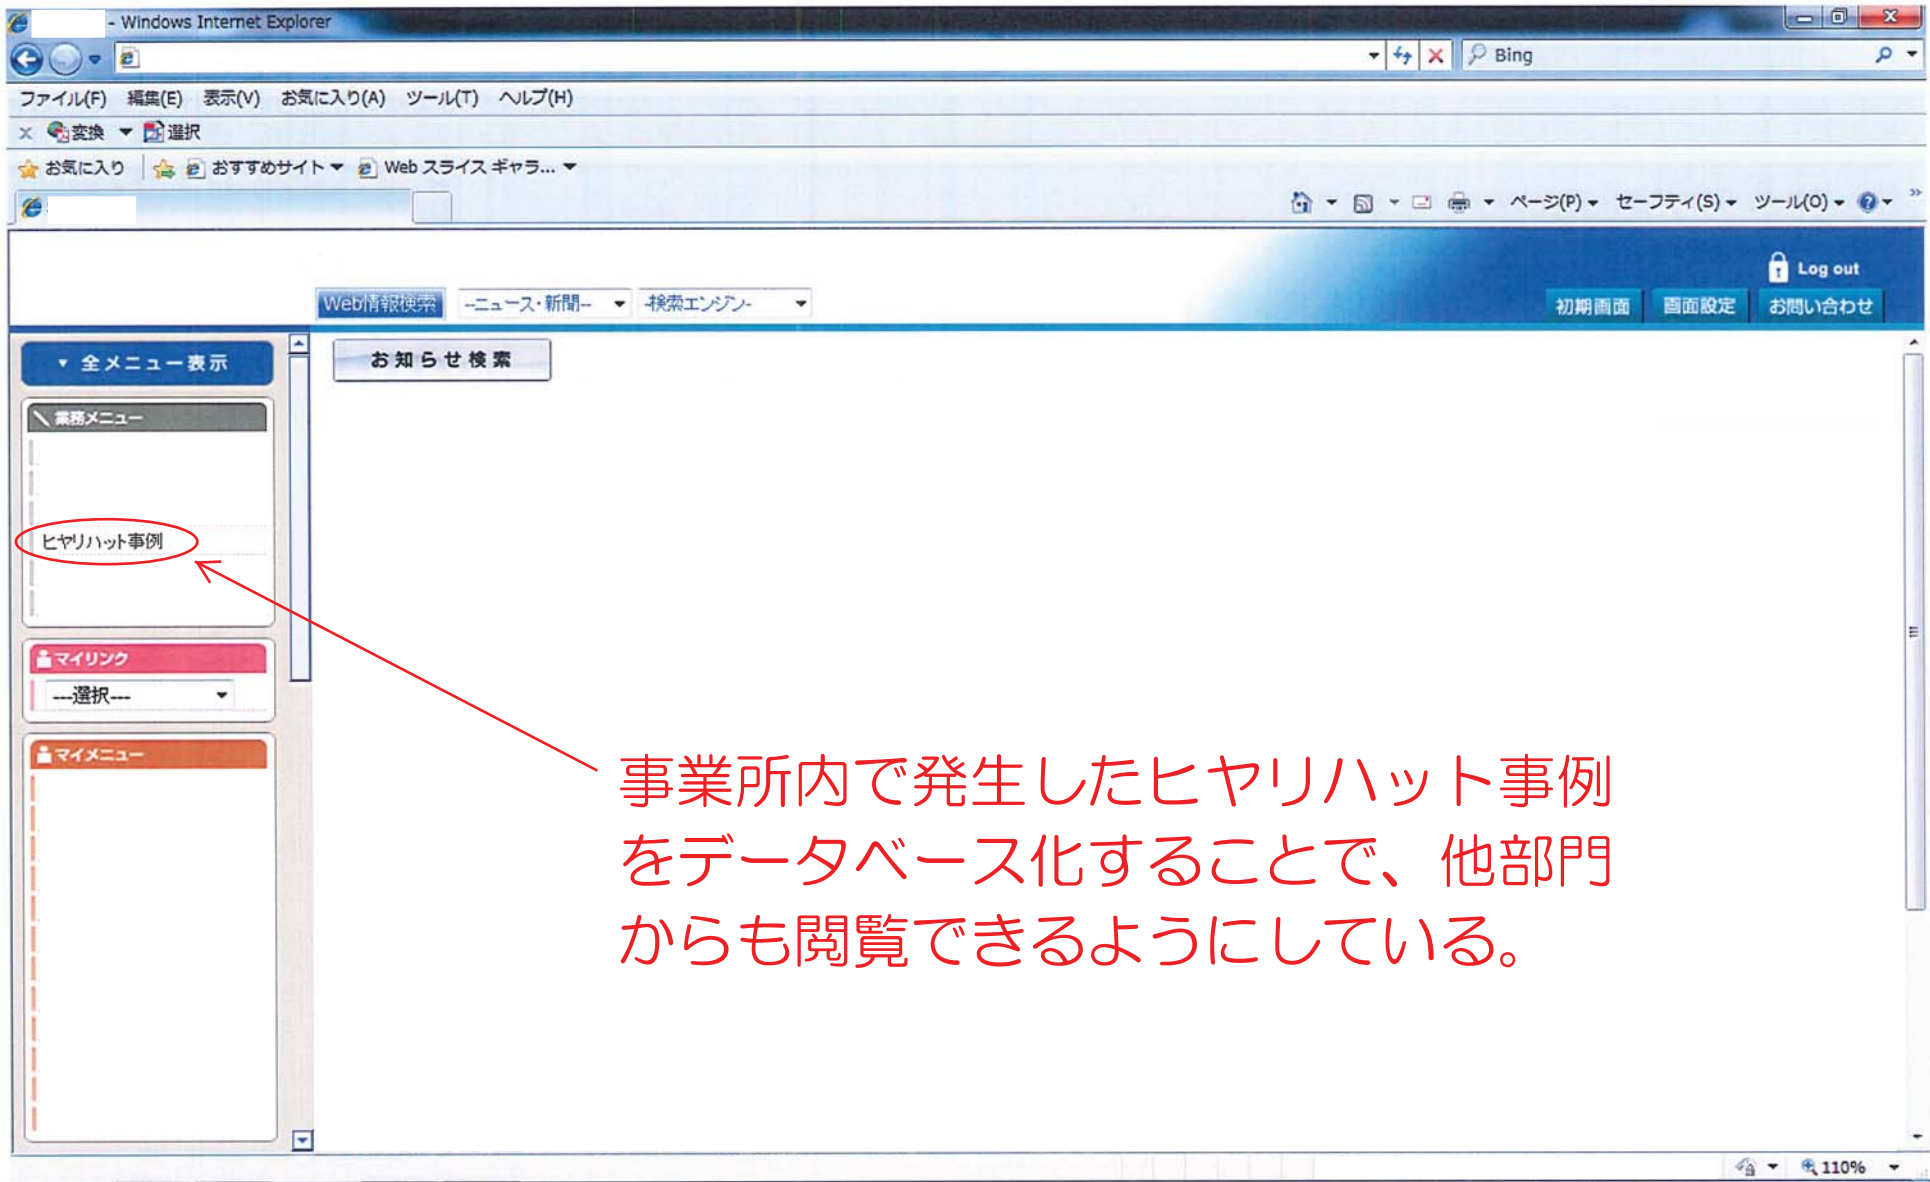 - Windows Internet Explorer
Bing
ファイル(F) 編集(E) 表示(V) お気に入り(A) ツール(T) ヘルプ(H)
x 変換 選択
お気に入り おすすめサイト Web スライス ギャラ...
ページ(P) セーフティ(S) ツール(O)
Log out
Web情報検索 --ニュース・新聞-- -検索エンジン-
初期画面 画面設定 お問い合わせ
全メニュー表示
お知らせ検索
業務メニュー
ヒヤリハット事例
マイリンク
---選択---
マイメニュー
事業所内で発生したヒヤリハット事例
をデータベース化することで、他部門
からも閲覧できるようにしている。
110%